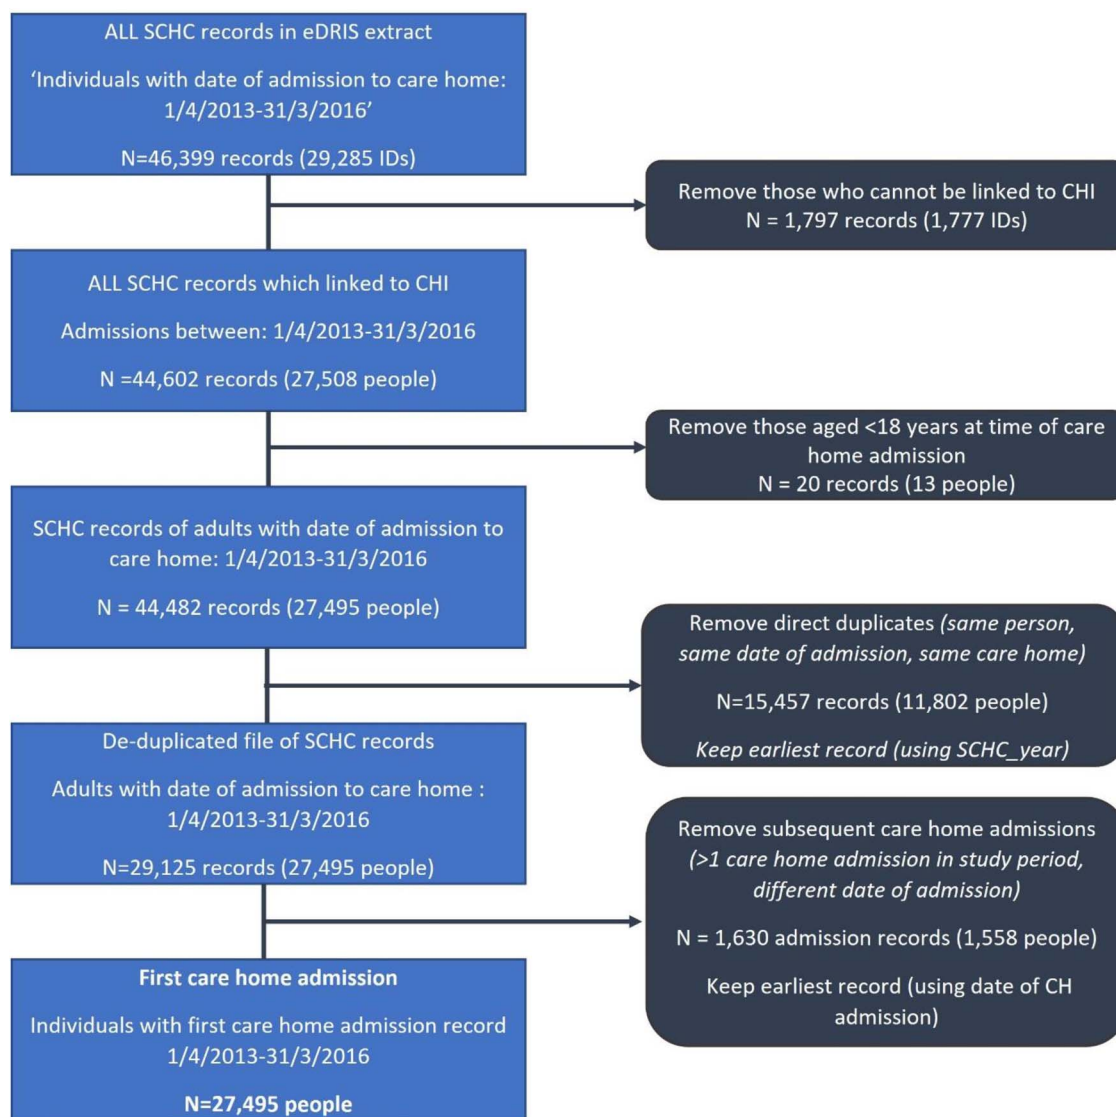 ALL SCHC records in eDRIS extract
‘Individuals with date of admission to care home:
1/4/2013-31/3/2016’
N=46,399 records (29,285 IDs)
Remove those who cannot be linked to CHI
N = 1,797 records (1,777 IDs)
ALL SCHC records which linked to CHI
Admissions between: 1/4/2013-31/3/2016
N =44,602 records (27,508 people)
Remove those aged <18 years at time of care
home admission
N = 20 records (13 people)
SCHC records of adults with date of admission to
care home: 1/4/2013-31/3/2016
N = 44,482 records (27,495 people)
Remove direct duplicates (same person,
same date of admission, same care home)
N=15,457 records (11,802 people)
Keep earliest record (using SCHC_year)
De-duplicated file of SCHC records
Adults with date of admission to care home :
1/4/2013-31/3/2016
N=29,125 records (27,495 people)
Remove subsequent care home admissions
(>1 care home admission in study period,
different date of admission)
N = 1,630 admission records (1,558 people)
Keep earliest record (using date of CH
admission)
First care home admission
Individuals with first care home admission record
1/4/2013-31/3/2016
N=27,495 people